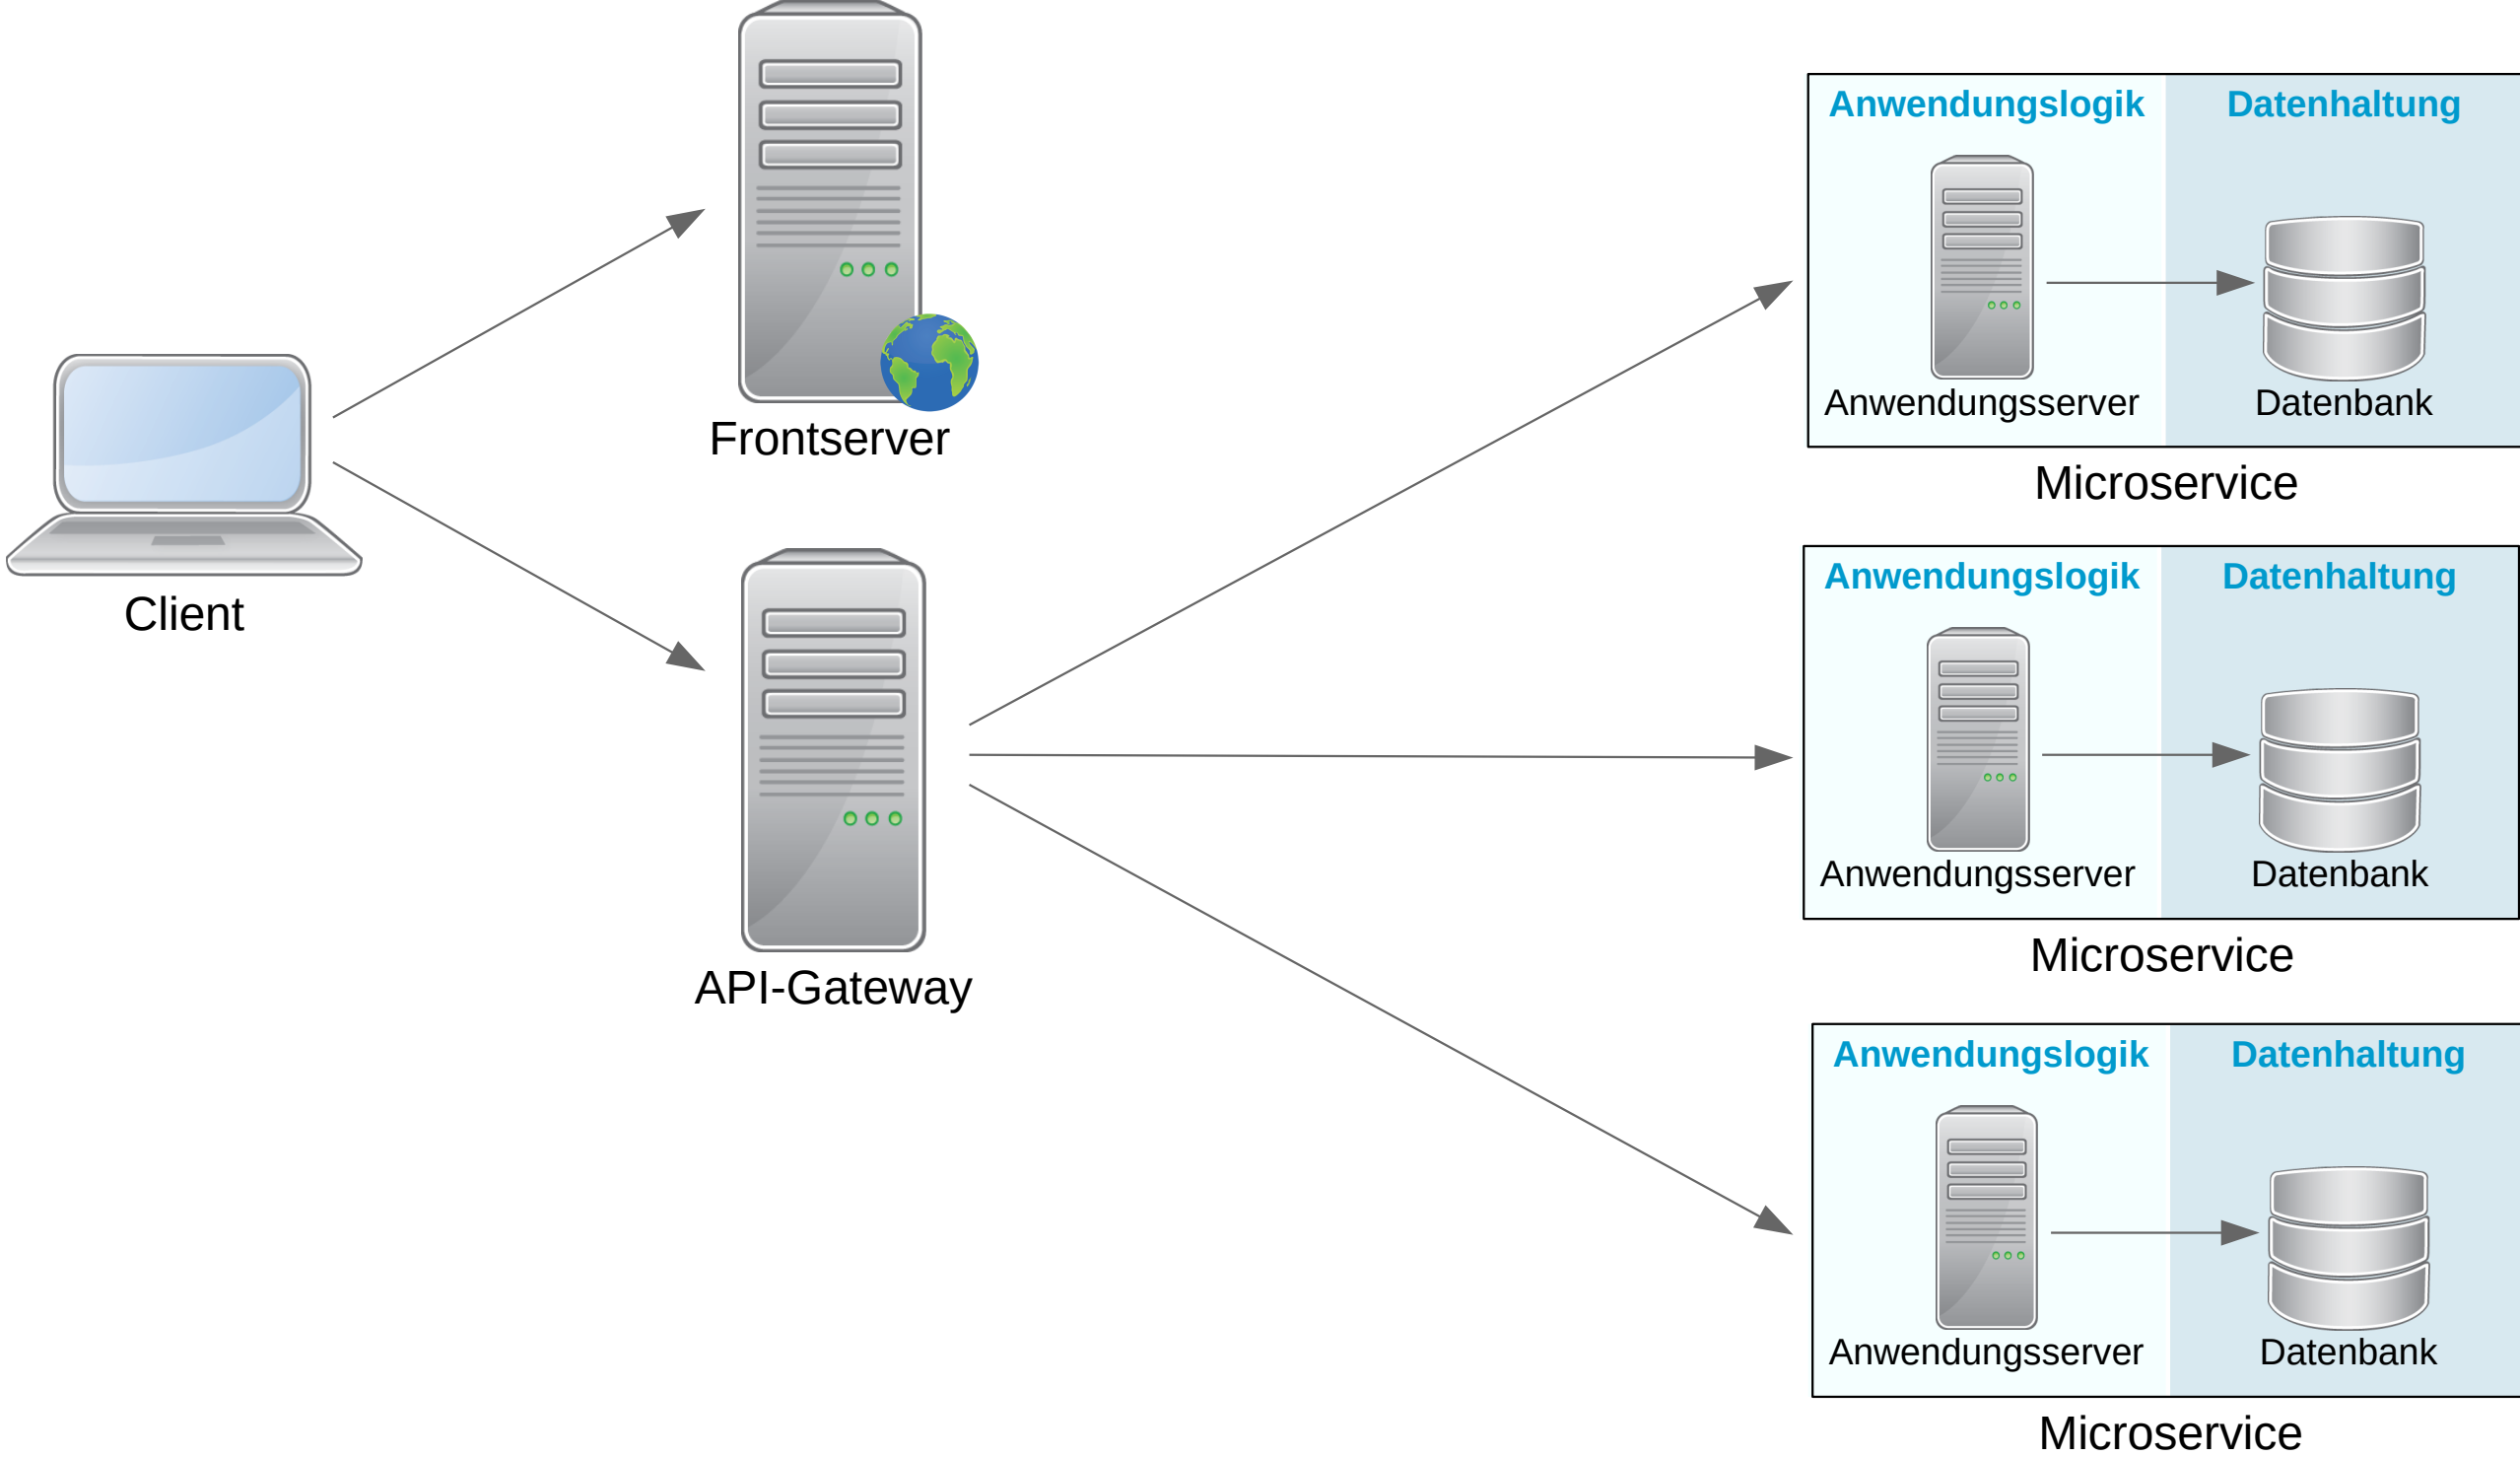 Client
Frontserver
API-Gateway
Anwendungslogik
Datenhaltung
Anwendungsserver
Datenbank
Microservice
Anwendungslogik
Datenhaltung
Anwendungsserver
Datenbank
Microservice
Anwendungslogik
Datenhaltung
Anwendungsserver
Datenbank
Microservice